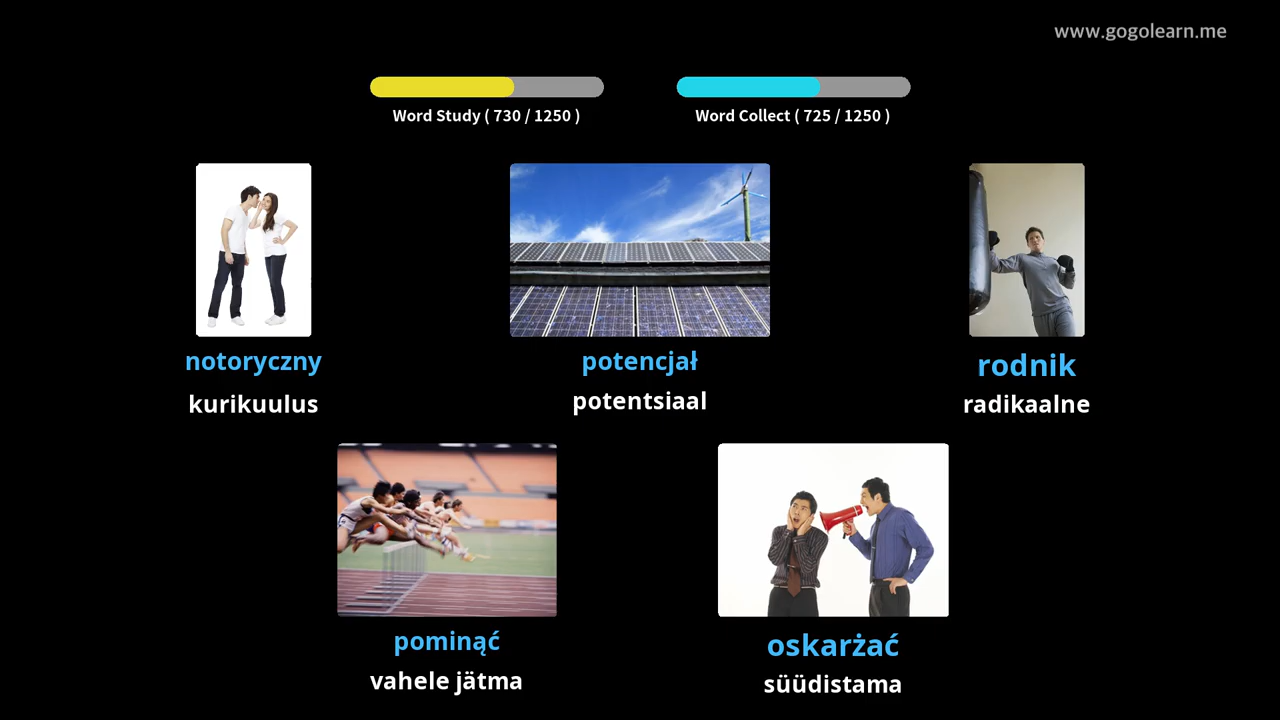 www.gogolearn.me
Word Study ( 730 / 1250 )
Word Collect ( 725 / 1250 )
notoryczny
kurikuulus
potencjał
potentsiaal
rodnik
radikaalne
pominąć
vahele jätma
oskarżać
süüdistama